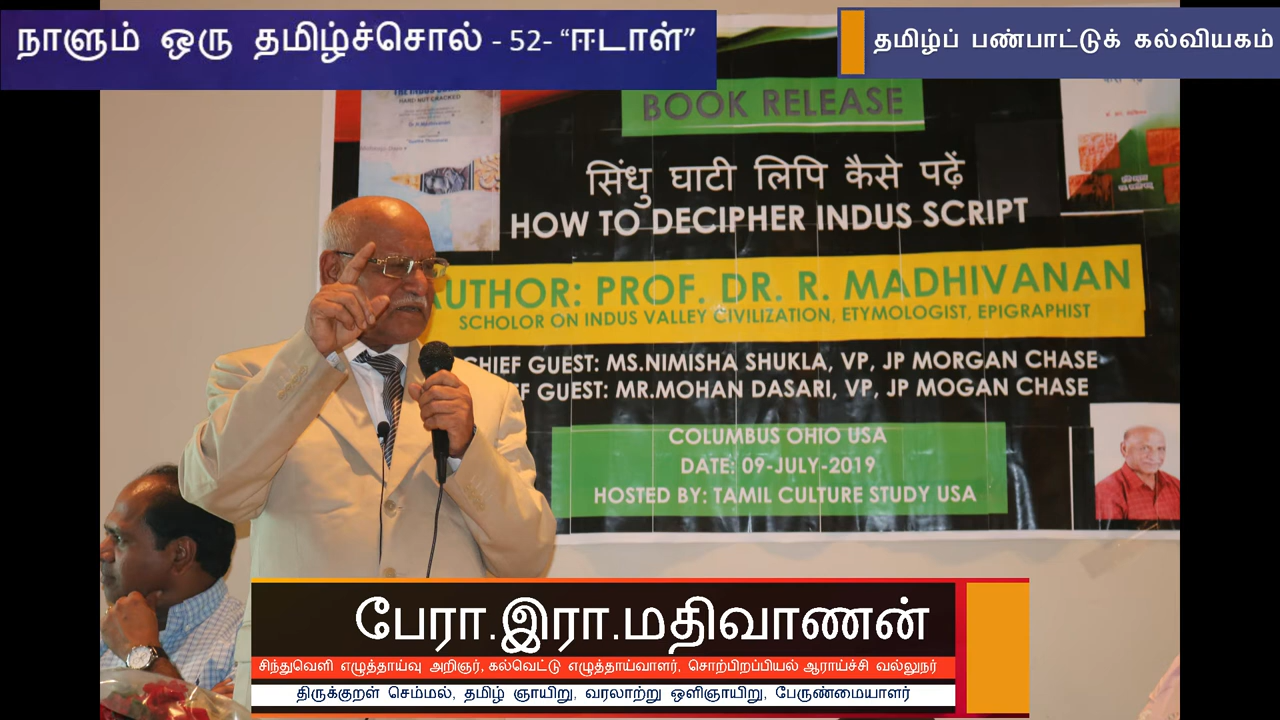 நாளும் ஒரு தமிழ்ச்சொல் - 52- “ஈடாள்”
தமிழ்ப் பண்பாட்டுக் கல்வியகம்
BOOK RELEASE
सिंधु घाटी लिपि कैसे पढ़ें
HOW TO DECIPHER INDUS SCRIPT
AUTHOR: PROF. DR. R. MADHIVANAN
SCHOLOR ON INDUS VALLEY CIVILIZATION, ETYMOLOGIST, EPIGRAPHIST
CHIEF GUEST: MS.NIMISHA SHUKLA, VP, JP MORGAN CHASE
GUEST: MR.MOHAN DASARI, VP, JP MOGAN CHASE
COLUMBUS OHIO USA
DATE: 09-JULY-2019
HOSTED BY: TAMIL CULTURE STUDY USA
பேரா.இரா.மதிவாணன்
சிந்துவெளி எழுத்தாய்வு அறிஞர், கல்வெட்டு எழுத்தாய்வாளர், சொற்பிறப்பியல் ஆராய்ச்சி வல்லுநர்
திருக்குறள் செம்மல், தமிழ் ஞாயிறு, வரலாற்று ஒளிஞாயிறு, பேருண்மையாளர்